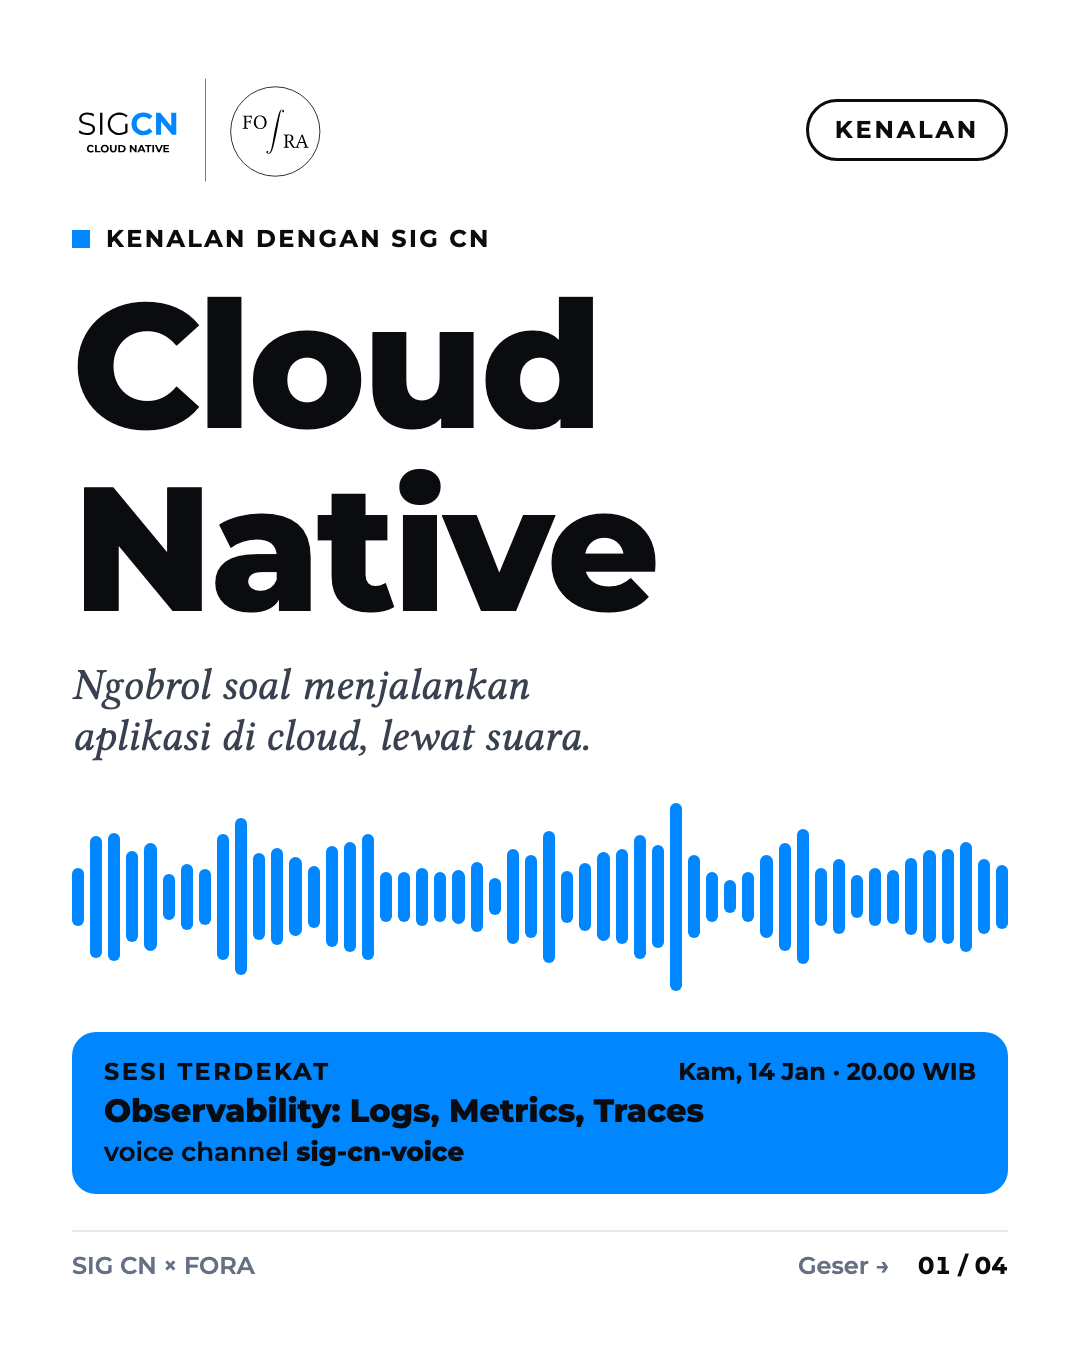 SIGCN
CLOUD NATIVE
FO RA
KENALAN
KENALAN DENGAN SIG CN
Cloud
Native
Ngobrol soal menjalankan
aplikasi di cloud, lewat suara.
SESI TERDEKAT
Kam, 14 Jan · 20.00 WIB
Observability: Logs, Metrics, Traces
voice channel sig-cn-voice
SIG CN × FORA
Geser → 01 / 04